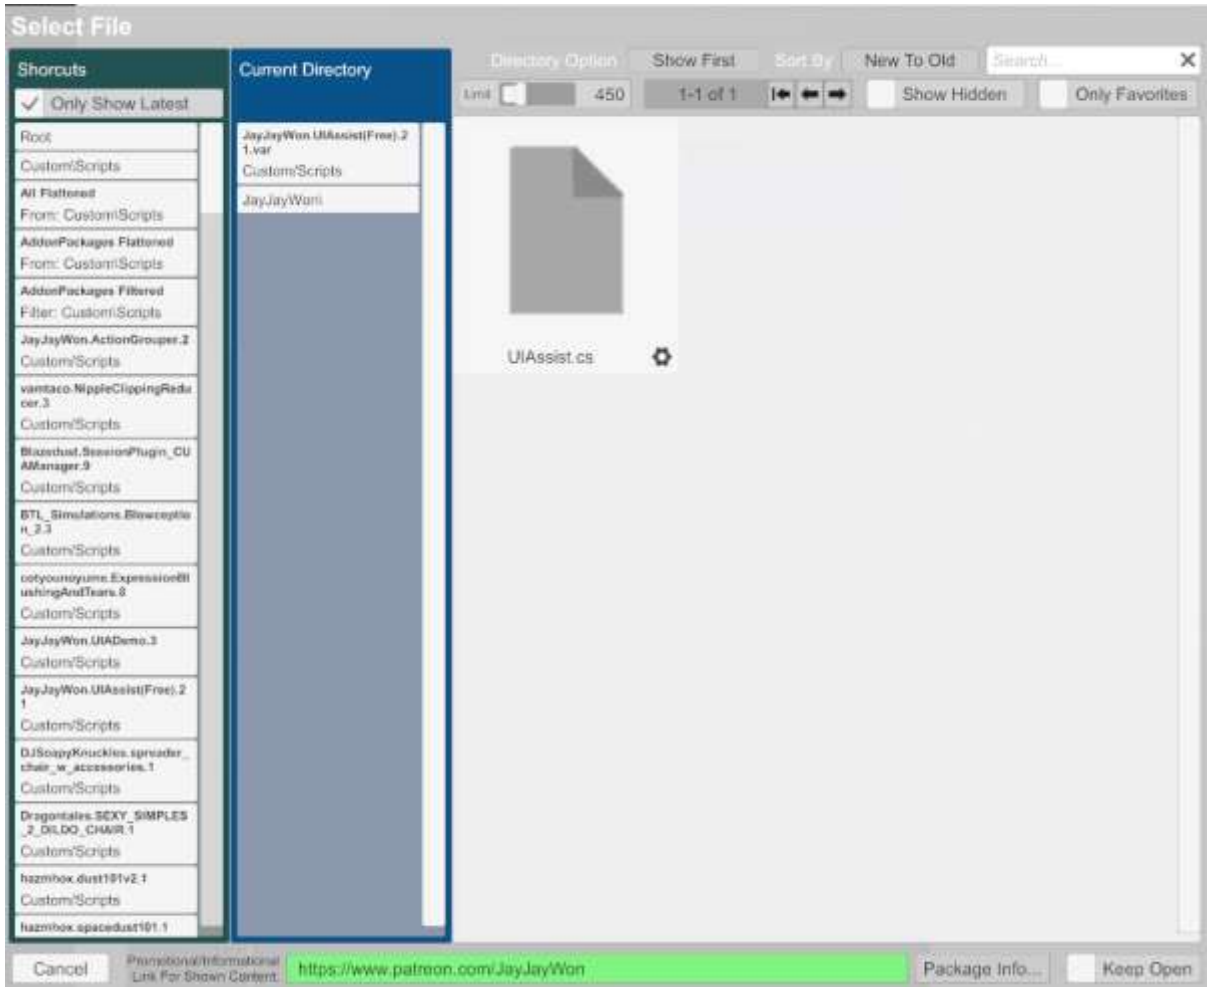 Select File
Shorcuts
Only Show Latest
Root
Custom\Scripts
All Flattened
From: Custom\Scripts
AddonPackages Flattened
From: Custom\Scripts
AddonPackages Filtered
Filter: Custom\Scripts
JayJayWon.ActionGrouper.2
Custom/Scripts
vamtaco.NippleClippingRedu
cer.3
Custom/Scripts
Blazedust.SessionPlugin_CU
AManager.9
Custom/Scripts
BTL_Simulations.Blowceptio
n_2.3
Custom/Scripts
cotyounoyume.ExpressionBl
ushingAndTears.8
Custom/Scripts
JayJayWon.UIADemo.3
Custom/Scripts
JayJayWon.UIAssist(Free).2
1
Custom/Scripts
DJSoapyKnuckles.spreader_
chair_w_accessories.1
Custom/Scripts
Dragontales.SEXY_SIMPLES
_2_DILDO_CHAIR.1
Custom/Scripts
hazmhox.dust101v2.1
Custom/Scripts
hazmhox.spacedust101.1
Current Directory
JayJayWon.UIAssist(Free).2
1.var
Custom/Scripts
JayJayWon\
Directory Option Show First Sort By New To Old Search... X
Limit 450 1-1 of 1 Show Hidden Only Favorites
UIAssist.cs
Cancel
Promotional/Informational
Link For Shown Content:
https://www.patreon.com/JayJayWon
Package Info...
Keep Open